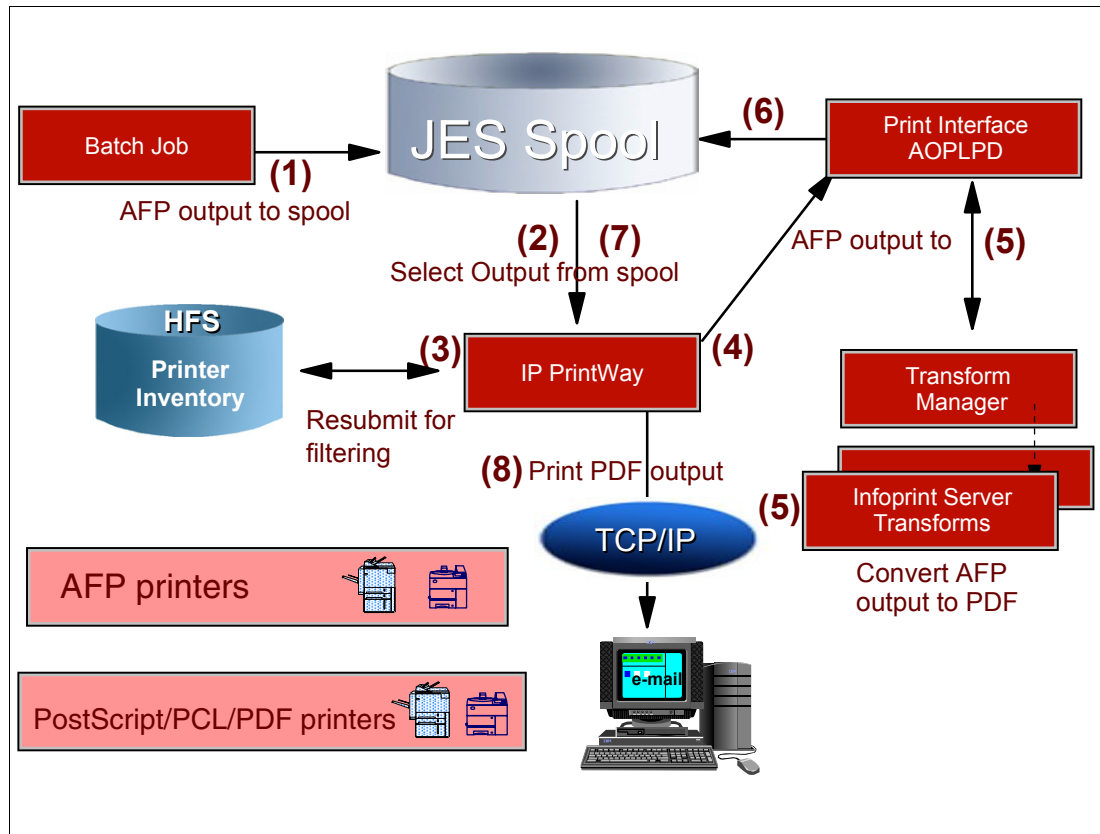 JES Spool
Batch Job
(1)
AFP output to spool
(6)
Print Interface
AOPLPD
(2)
(7)
Select Output from spool
AFP output to
(5)
HFS
Printer
Inventory
(3)
Resubmit for
filtering
IP PrintWay
(4)
Transform
Manager
(8) Print PDF output
TCP/IP
(5)
Infoprint Server
Transforms
Convert AFP
output to PDF
AFP printers
PostScript/PCL/PDF printers
e-mail